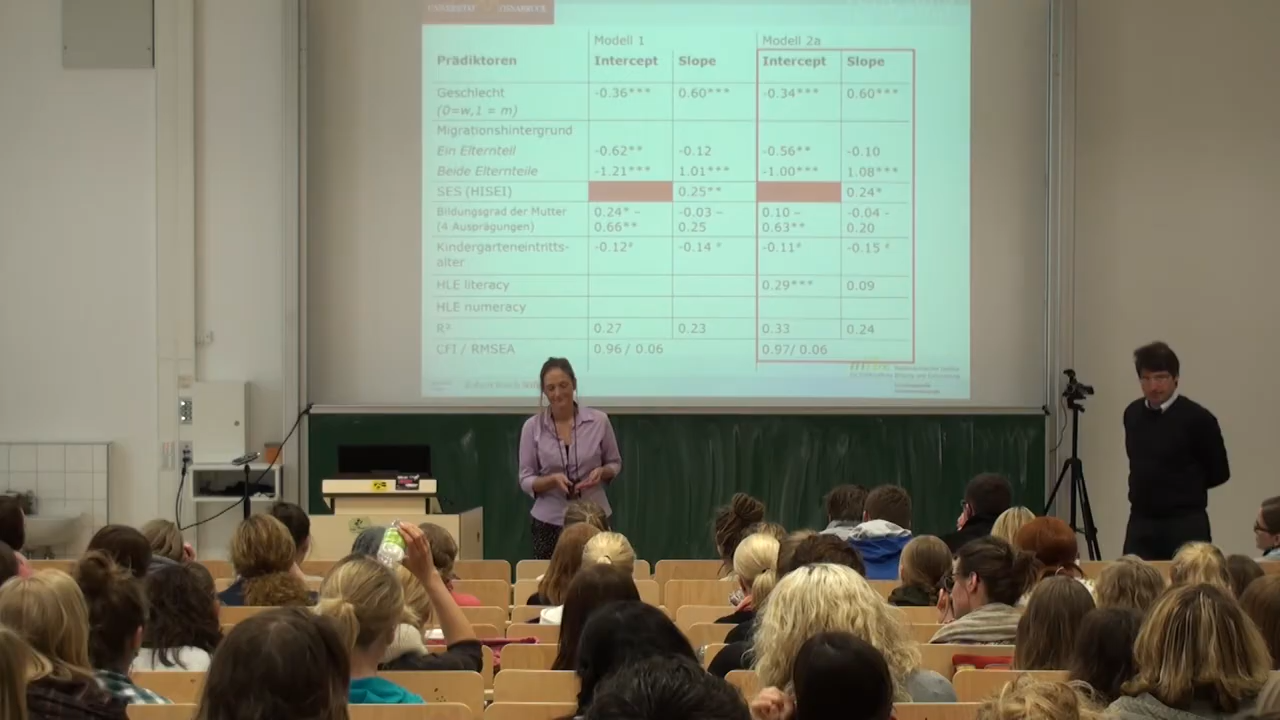 UNIVERSITÄT OSNABRÜCK
Modell 1 Modell 2a
Prädiktoren Intercept Slope Intercept Slope
Geschlecht -0.36*** 0.60*** -0.34*** 0.60***
(0=w,1 = m)
Migrationshintergrund
Ein Elternteil -0.62** -0.12 -0.56** -0.10
Beide Elternteile -1.21*** 1.01*** -1.00*** 1.08***
SES (HISEI) 0.25** 0.24*
Bildungsgrad der Mutter 0.24* – -0.03 – 0.10 – -0.04 -
(4 Ausprägungen) 0.66** 0.25 0.63** 0.20
Kindergarteneintritts- -0.12* -0.14 * -0.11* -0.15 *
alter
HLE literacy 0.29*** 0.09
HLE numeracy
R² 0.27 0.23 0.33 0.24
CFI / RMSEA 0.96 / 0.06 0.97/ 0.06